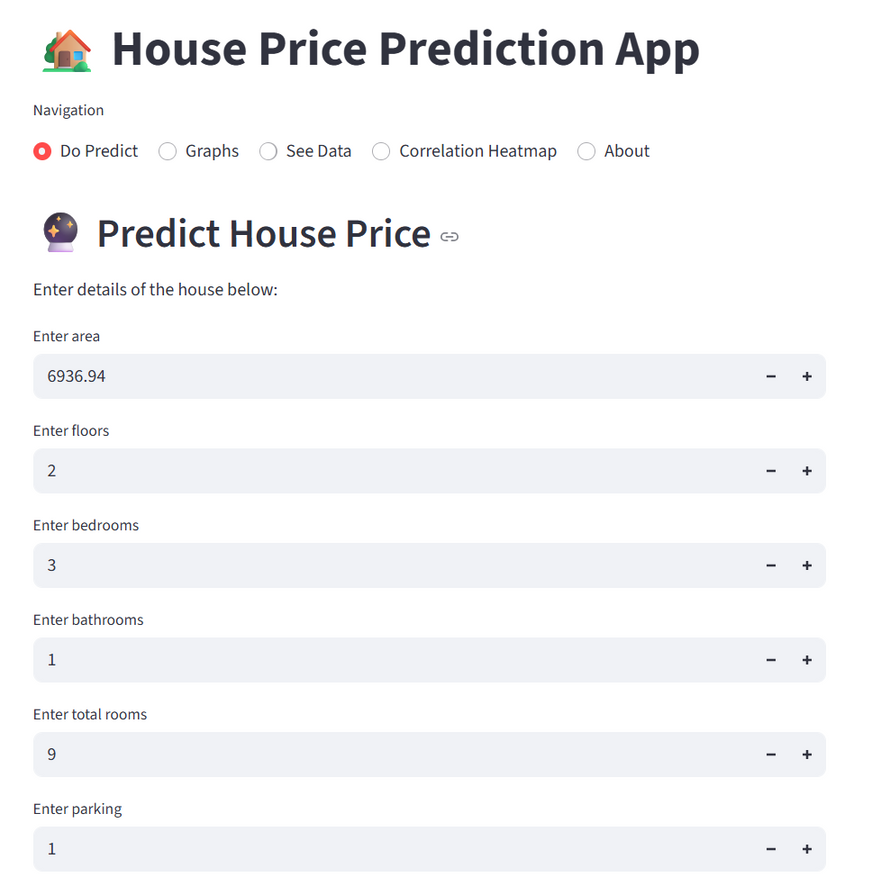 House Price Prediction App
Navigation
Do Predict Graphs See Data Correlation Heatmap About
Predict House Price
Enter details of the house below:
Enter area
6936.94 − +
Enter floors
2 − +
Enter bedrooms
3 − +
Enter bathrooms
1 − +
Enter total rooms
9 − +
Enter parking
1 − +